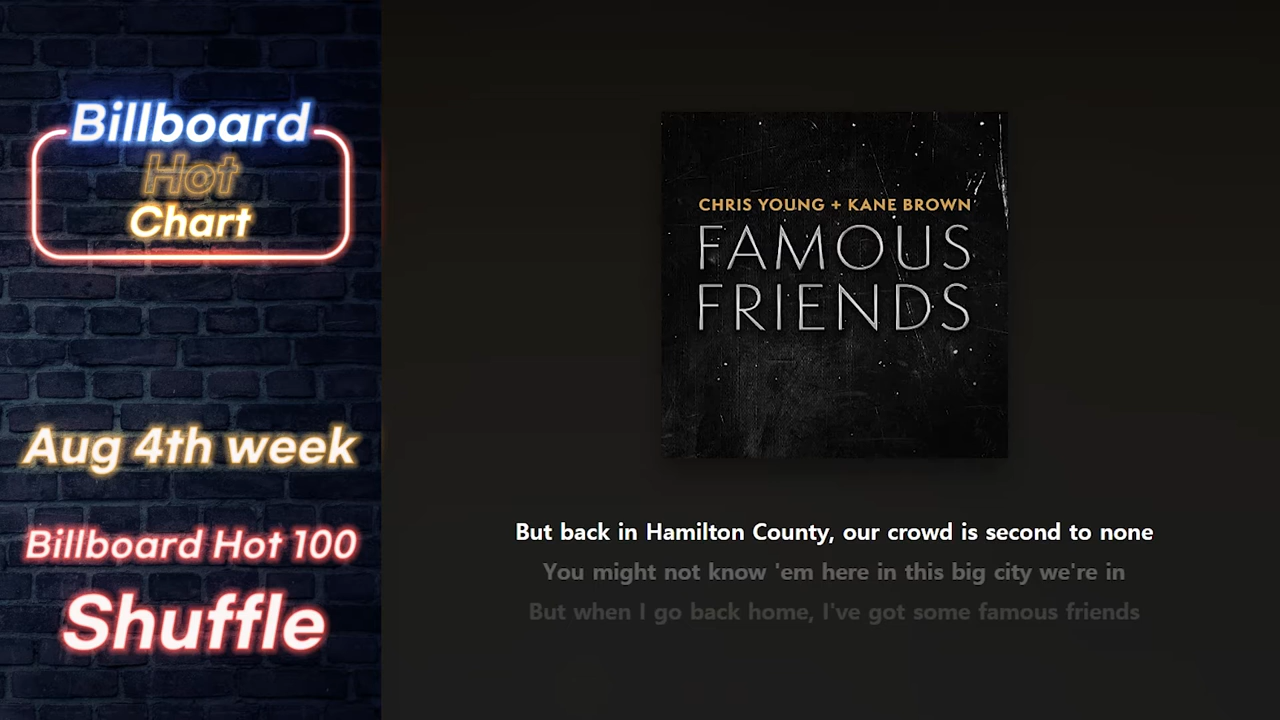 Billboard
Hot
Chart
Aug 4th week
Billboard Hot 100
Shuffle
CHRIS YOUNG + KANE BROWN
FAMOUS
FRIENDS
But back in Hamilton County, our crowd is second to none
You might not know 'em here in this big city we're in
But when I go back home, I've got some famous friends